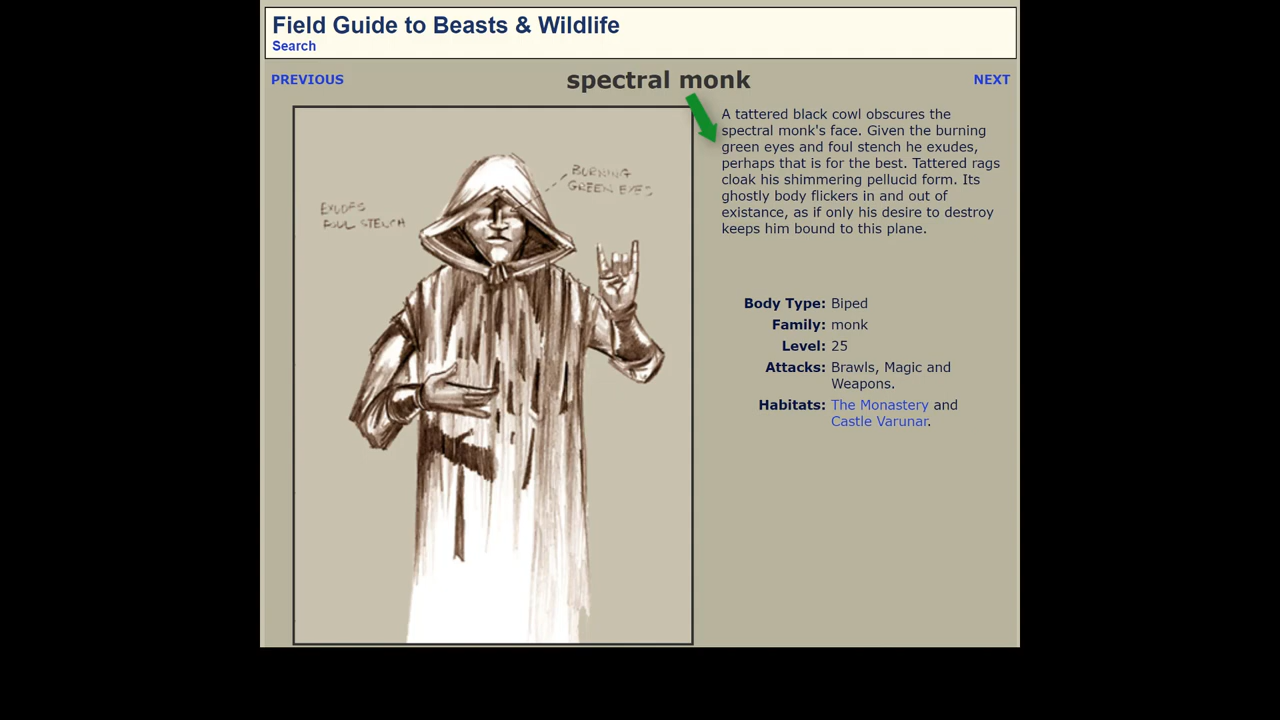 Field Guide to Beasts & Wildlife
Search
PREVIOUS
spectral monk
NEXT
A tattered black cowl obscures the
spectral monk's face. Given the burning
green eyes and foul stench he exudes,
perhaps that is for the best. Tattered rags
cloak his shimmering pellucid form. Its
ghostly body flickers in and out of
existance, as if only his desire to destroy
keeps him bound to this plane.
BURNING
GREEN EYES
EXUDES
FOUL STENCH
Body Type: Biped
Family: monk
Level: 25
Attacks: Brawls, Magic and
Weapons.
Habitats: The Monastery and
Castle Varunar.